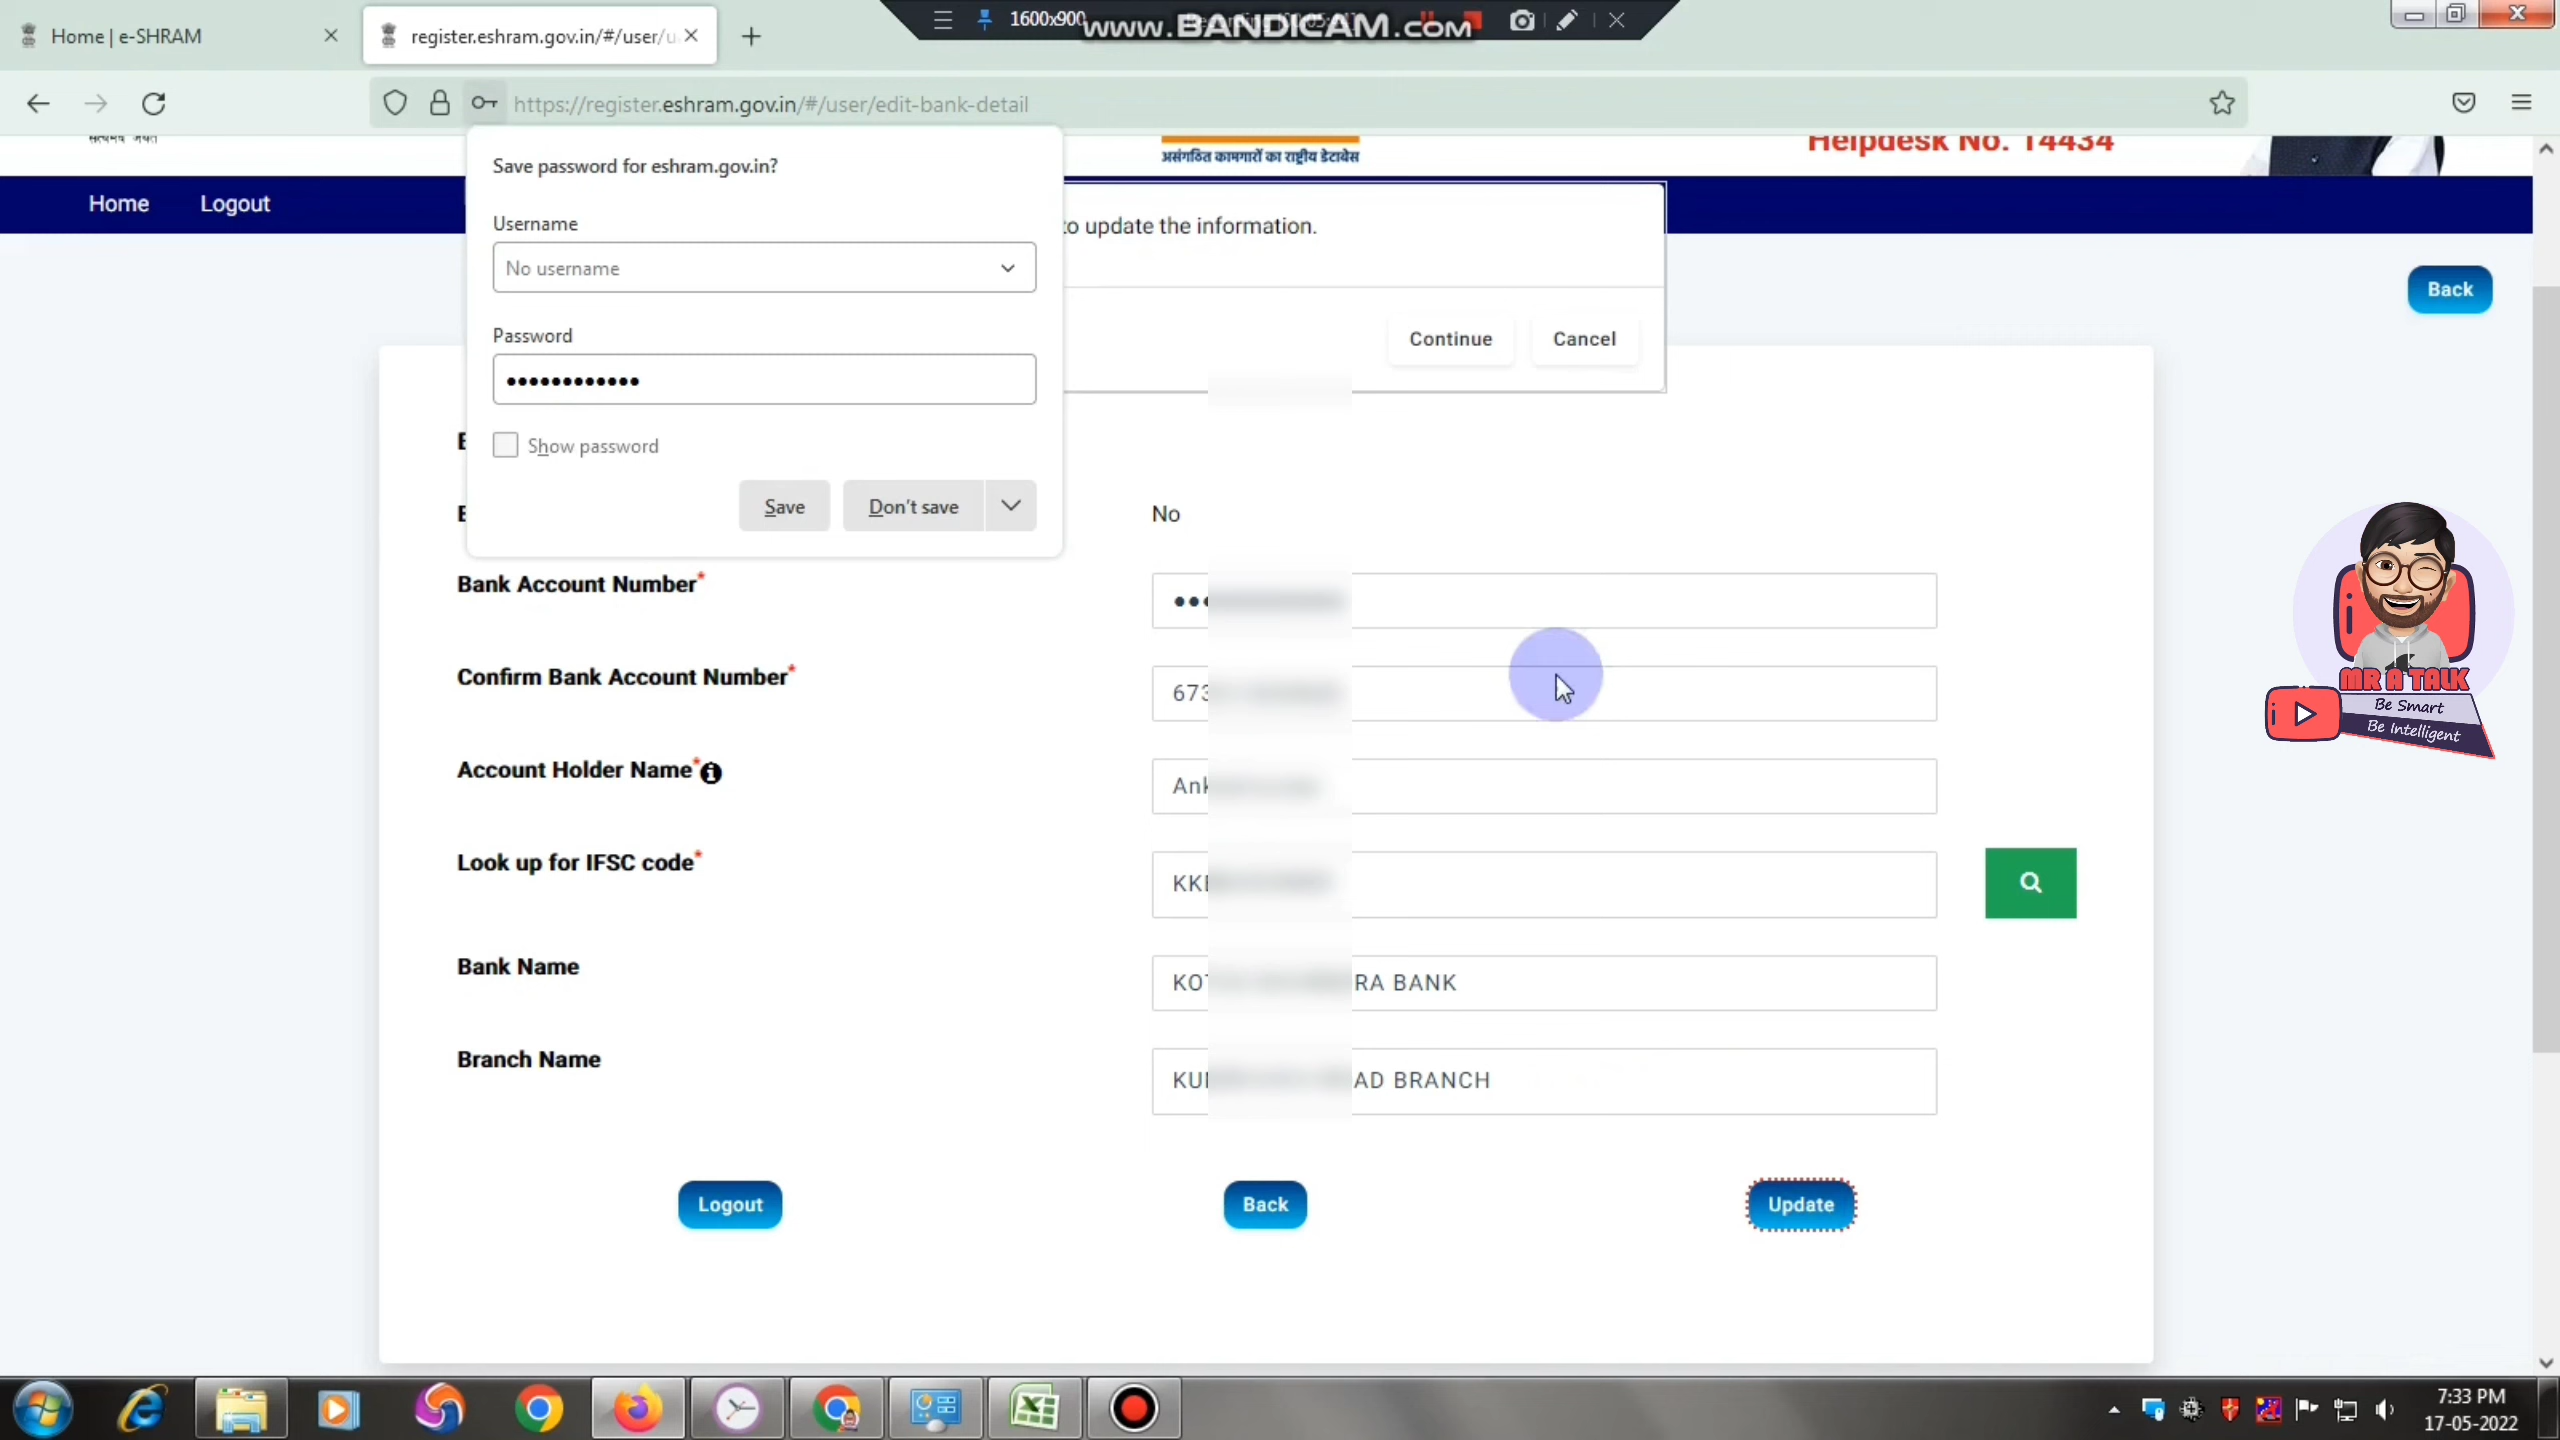 Home | e-SHRAM
register.eshram.gov.in/#/user/u
1600x900
www.BANDICAM.com
https://register.eshram.gov.in/#/user/edit-bank-detail
सत्यमेव जयते
असंगठित कामगारों का राष्ट्रीय डेटाबेस
Helpdesk No. 14434
Home
Logout
Save password for eshram.gov.in?
Username
No username
Password
Show password
Save
Don't save
to update the information.
Continue
Cancel
Back
No
Bank Account Number*
Confirm Bank Account Number*
673
Account Holder Name*
Ank
Look up for IFSC code*
Bank Name
RA BANK
Branch Name
AD BRANCH
Logout
Back
Update
MR A TALK
Be Smart
Be Intelligent
7:33 PM
17-05-2022